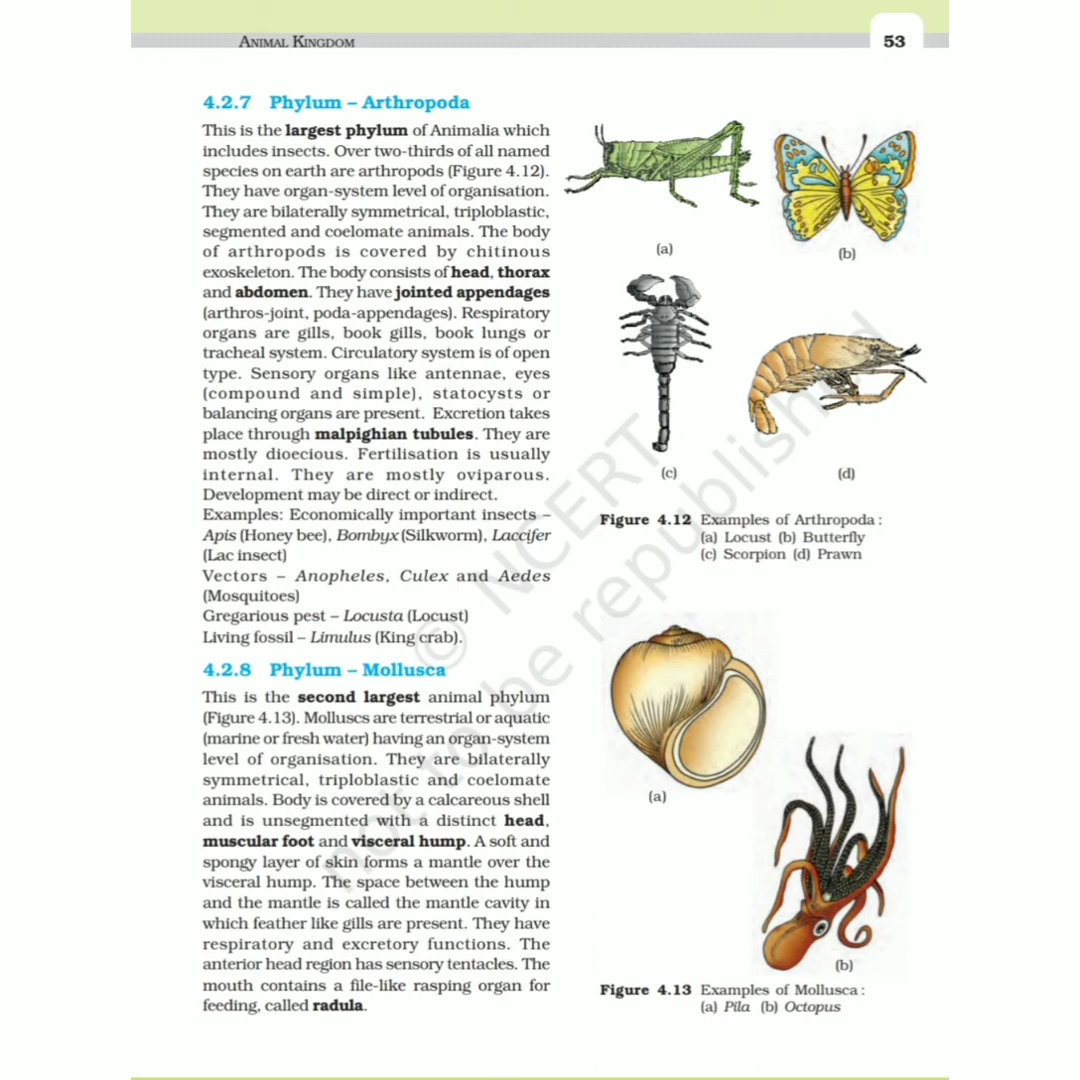 ANIMAL KINGDOM
53
4.2.7 Phylum – Arthropoda
This is the largest phylum of Animalia which
includes insects. Over two-thirds of all named
species on earth are arthropods (Figure 4.12).
They have organ-system level of organisation.
They are bilaterally symmetrical, triploblastic,
segmented and coelomate animals. The body
of arthropods is covered by chitinous
exoskeleton. The body consists of head, thorax
and abdomen. They have jointed appendages
(arthros-joint, poda-appendages). Respiratory
organs are gills, book gills, book lungs or
tracheal system. Circulatory system is of open
type. Sensory organs like antennae, eyes
(compound and simple), statocysts or
balancing organs are present. Excretion takes
place through malpighian tubules. They are
mostly dioecious. Fertilisation is usually
internal. They are mostly oviparous.
Development may be direct or indirect.
Examples: Economically important insects –
Apis (Honey bee), Bombyx (Silkworm), Laccifer
(Lac insect)
Vectors – Anopheles, Culex and Aedes
(Mosquitoes)
Gregarious pest – Locusta (Locust)
Living fossil – Limulus (King crab).
4.2.8 Phylum – Mollusca
This is the second largest animal phylum
(Figure 4.13). Molluscs are terrestrial or aquatic
(marine or fresh water) having an organ-system
level of organisation. They are bilaterally
symmetrical, triploblastic and coelomate
animals. Body is covered by a calcareous shell
and is unsegmented with a distinct head,
muscular foot and visceral hump. A soft and
spongy layer of skin forms a mantle over the
visceral hump. The space between the hump
and the mantle is called the mantle cavity in
which feather like gills are present. They have
respiratory and excretory functions. The
anterior head region has sensory tentacles. The
mouth contains a file-like rasping organ for
feeding, called radula.
(a)
(b)
(c)
(d)
Figure 4.12 Examples of Arthropoda :
(a) Locust (b) Butterfly
(c) Scorpion (d) Prawn
(a)
(b)
Figure 4.13 Examples of Mollusca :
(a) Pila (b) Octopus
© NCERT
not to be republished